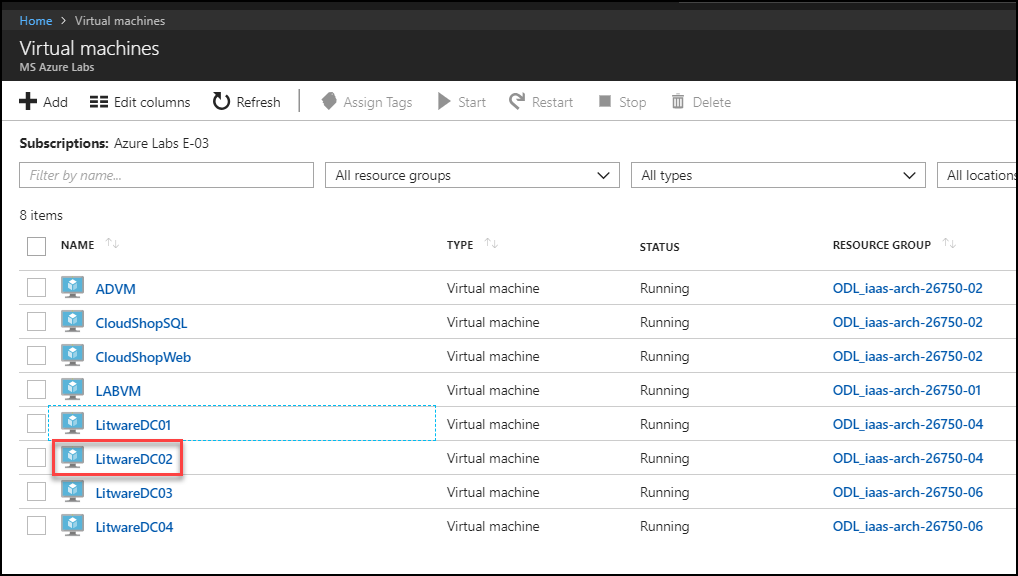 Home > Virtual machines
Virtual machines
MS Azure Labs
Add Edit columns Refresh Assign Tags Start Restart Stop Delete
Subscriptions: Azure Labs E-03
Filter by name... All resource groups All types All locations
8 items
NAME TYPE STATUS RESOURCE GROUP
ADVM Virtual machine Running ODL_iaas-arch-26750-02
CloudShopSQL Virtual machine Running ODL_iaas-arch-26750-02
CloudShopWeb Virtual machine Running ODL_iaas-arch-26750-02
LABVM Virtual machine Running ODL_iaas-arch-26750-01
LitwareDC01 Virtual machine Running ODL_iaas-arch-26750-04
LitwareDC02 Virtual machine Running ODL_iaas-arch-26750-04
LitwareDC03 Virtual machine Running ODL_iaas-arch-26750-06
LitwareDC04 Virtual machine Running ODL_iaas-arch-26750-06